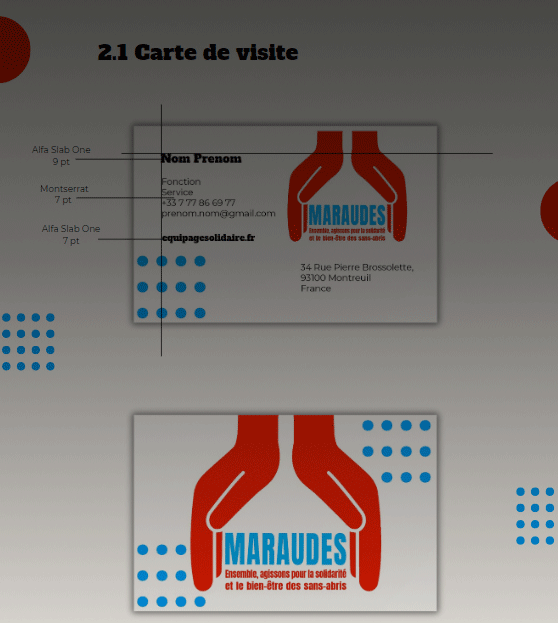 2.1 Carte de visite
Alfa Slab One
9 pt
Montserrat
7 pt
Alfa Slab One
7 pt
Nom Prenom
Fonction
Service
+33 7 77 86 69 77
prenom.nom@gmail.com
equipagesolidaire.fr
MARAUDES
Ensemble, agissons pour la solidarité
et le bien-être des sans-abris
34 Rue Pierre Brossolette,
93100 Montreuil
France
MARAUDES
Ensemble, agissons pour la solidarité
et le bien-être des sans-abris